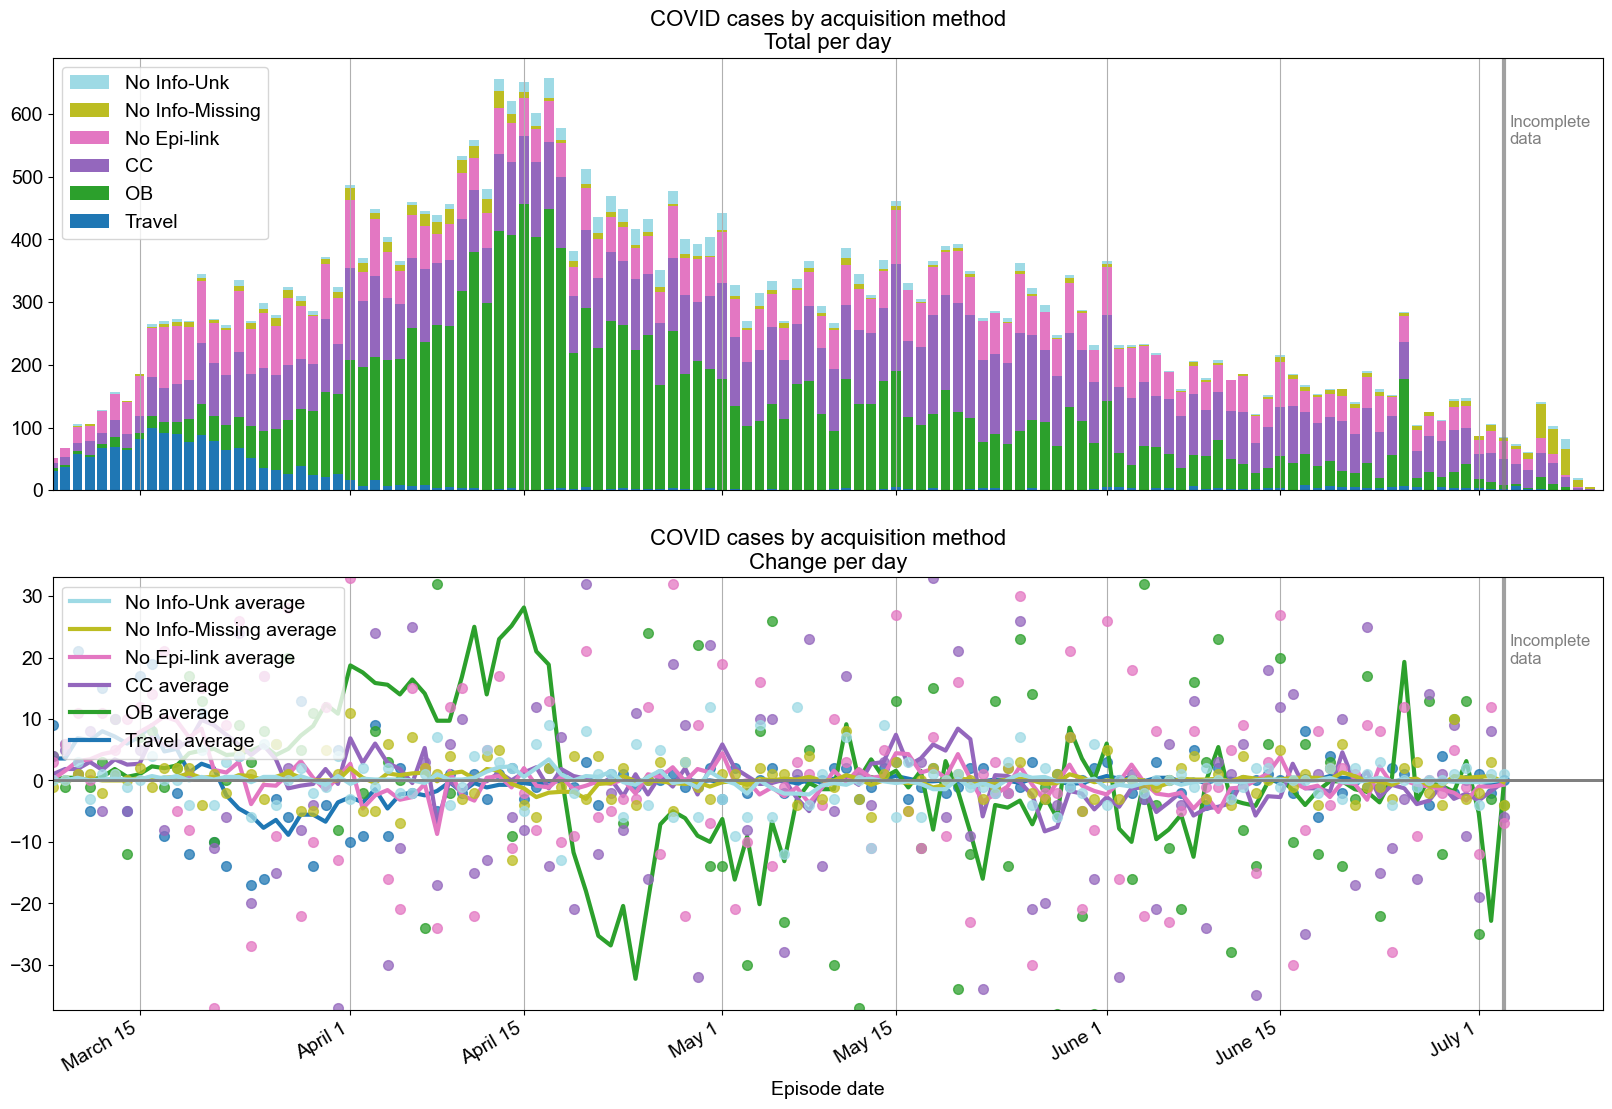 COVID cases by acquisition method
Total per day
No Info-Unk
No Info-Missing
No Epi-link
CC
OB
Travel
Incomplete
data
600
500
400
300
200
100
0
COVID cases by acquisition method
Change per day
No Info-Unk average
No Info-Missing average
No Epi-link average
CC average
OB average
Travel average
Incomplete
data
30
20
10
0
−10
−20
−30
March 15
April 1
April 15
May 1
May 15
June 1
June 15
July 1
Episode date